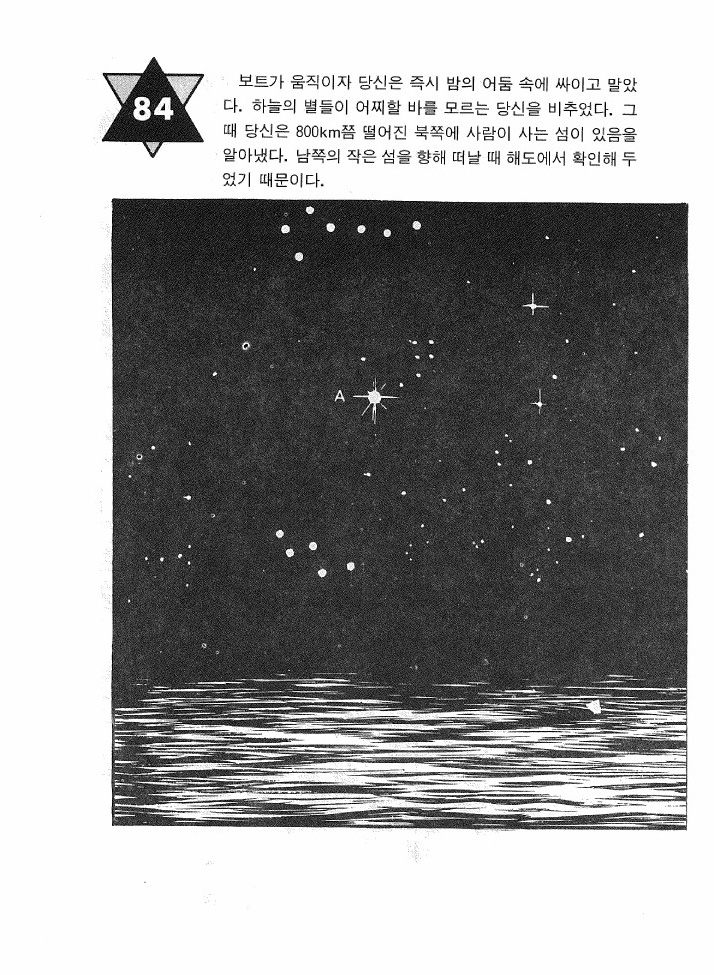 84
보트가 움직이자 당신은 즉시 밤의 어둠 속에 싸이고 말았
다. 하늘의 별들이 어찌할 바를 모르는 당신을 비추었다. 그
때 당신은 800km쯤 떨어진 북쪽에 사람이 사는 섬이 있음을
알아냈다. 남쪽의 작은 섬을 향해 떠날 때 해도에서 확인해 두
었기 때문이다.
A